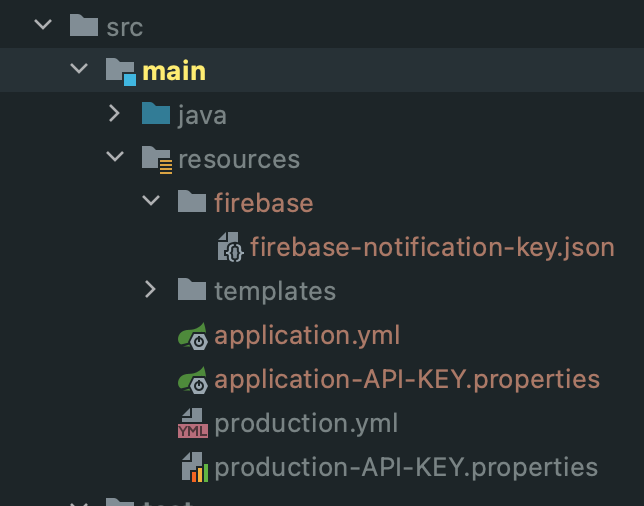 src
main
java
resources
firebase
firebase-notification-key.json
templates
application.yml
application-API-KEY.properties
YML production.yml
production-API-KEY.properties